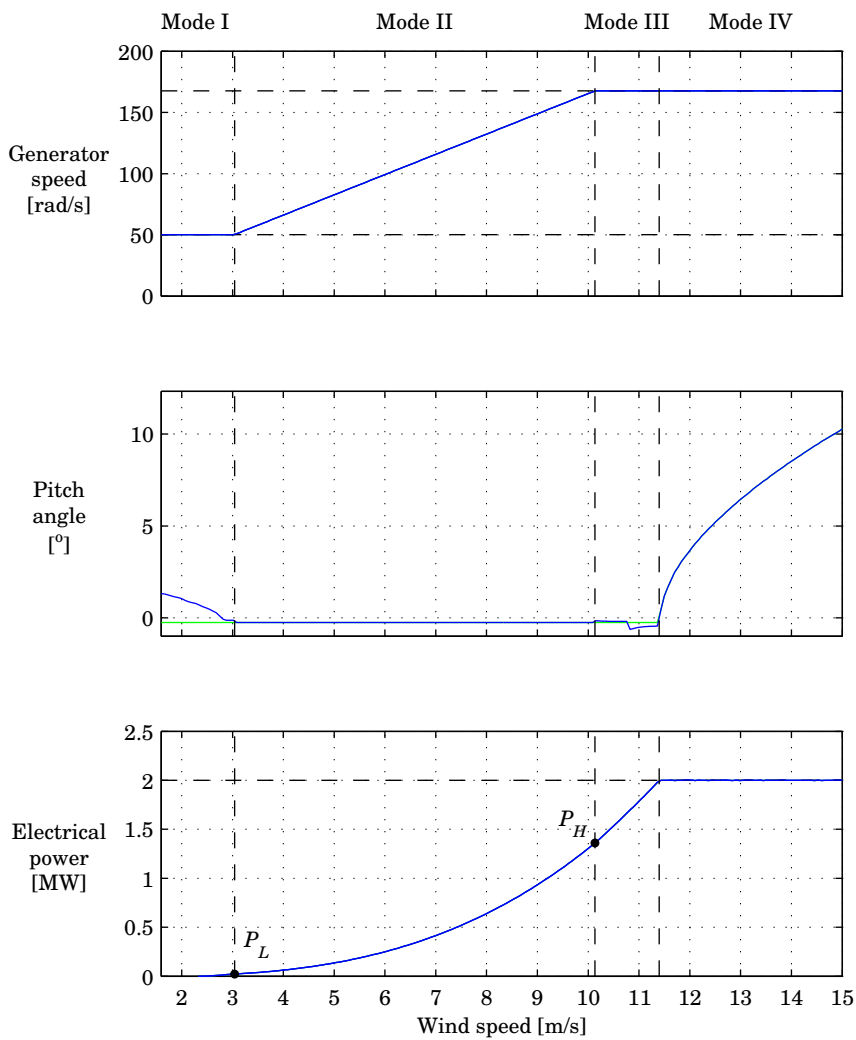 Mode I Mode II Mode III Mode IV
200
150
100
50
0
Generator
speed
[rad/s]
10
5
0
Pitch
angle
[º]
2.5
2
1.5
1
0.5
0
Electrical
power
[MW]
P_H
P_L
2 3 4 5 6 7 8 9 10 11 12 13 14 15
Wind speed [m/s]